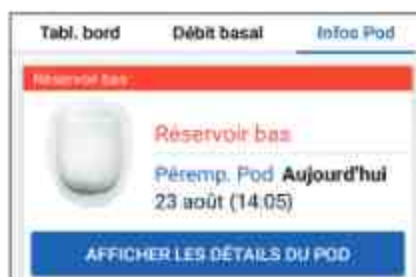 Tabl. bord Débit basal Infos Pod
Réservoir bas
Réservoir bas
Péremp. Pod Aujourd'hui
23 août (14:05)
AFFICHER LES DÉTAILS DU POD